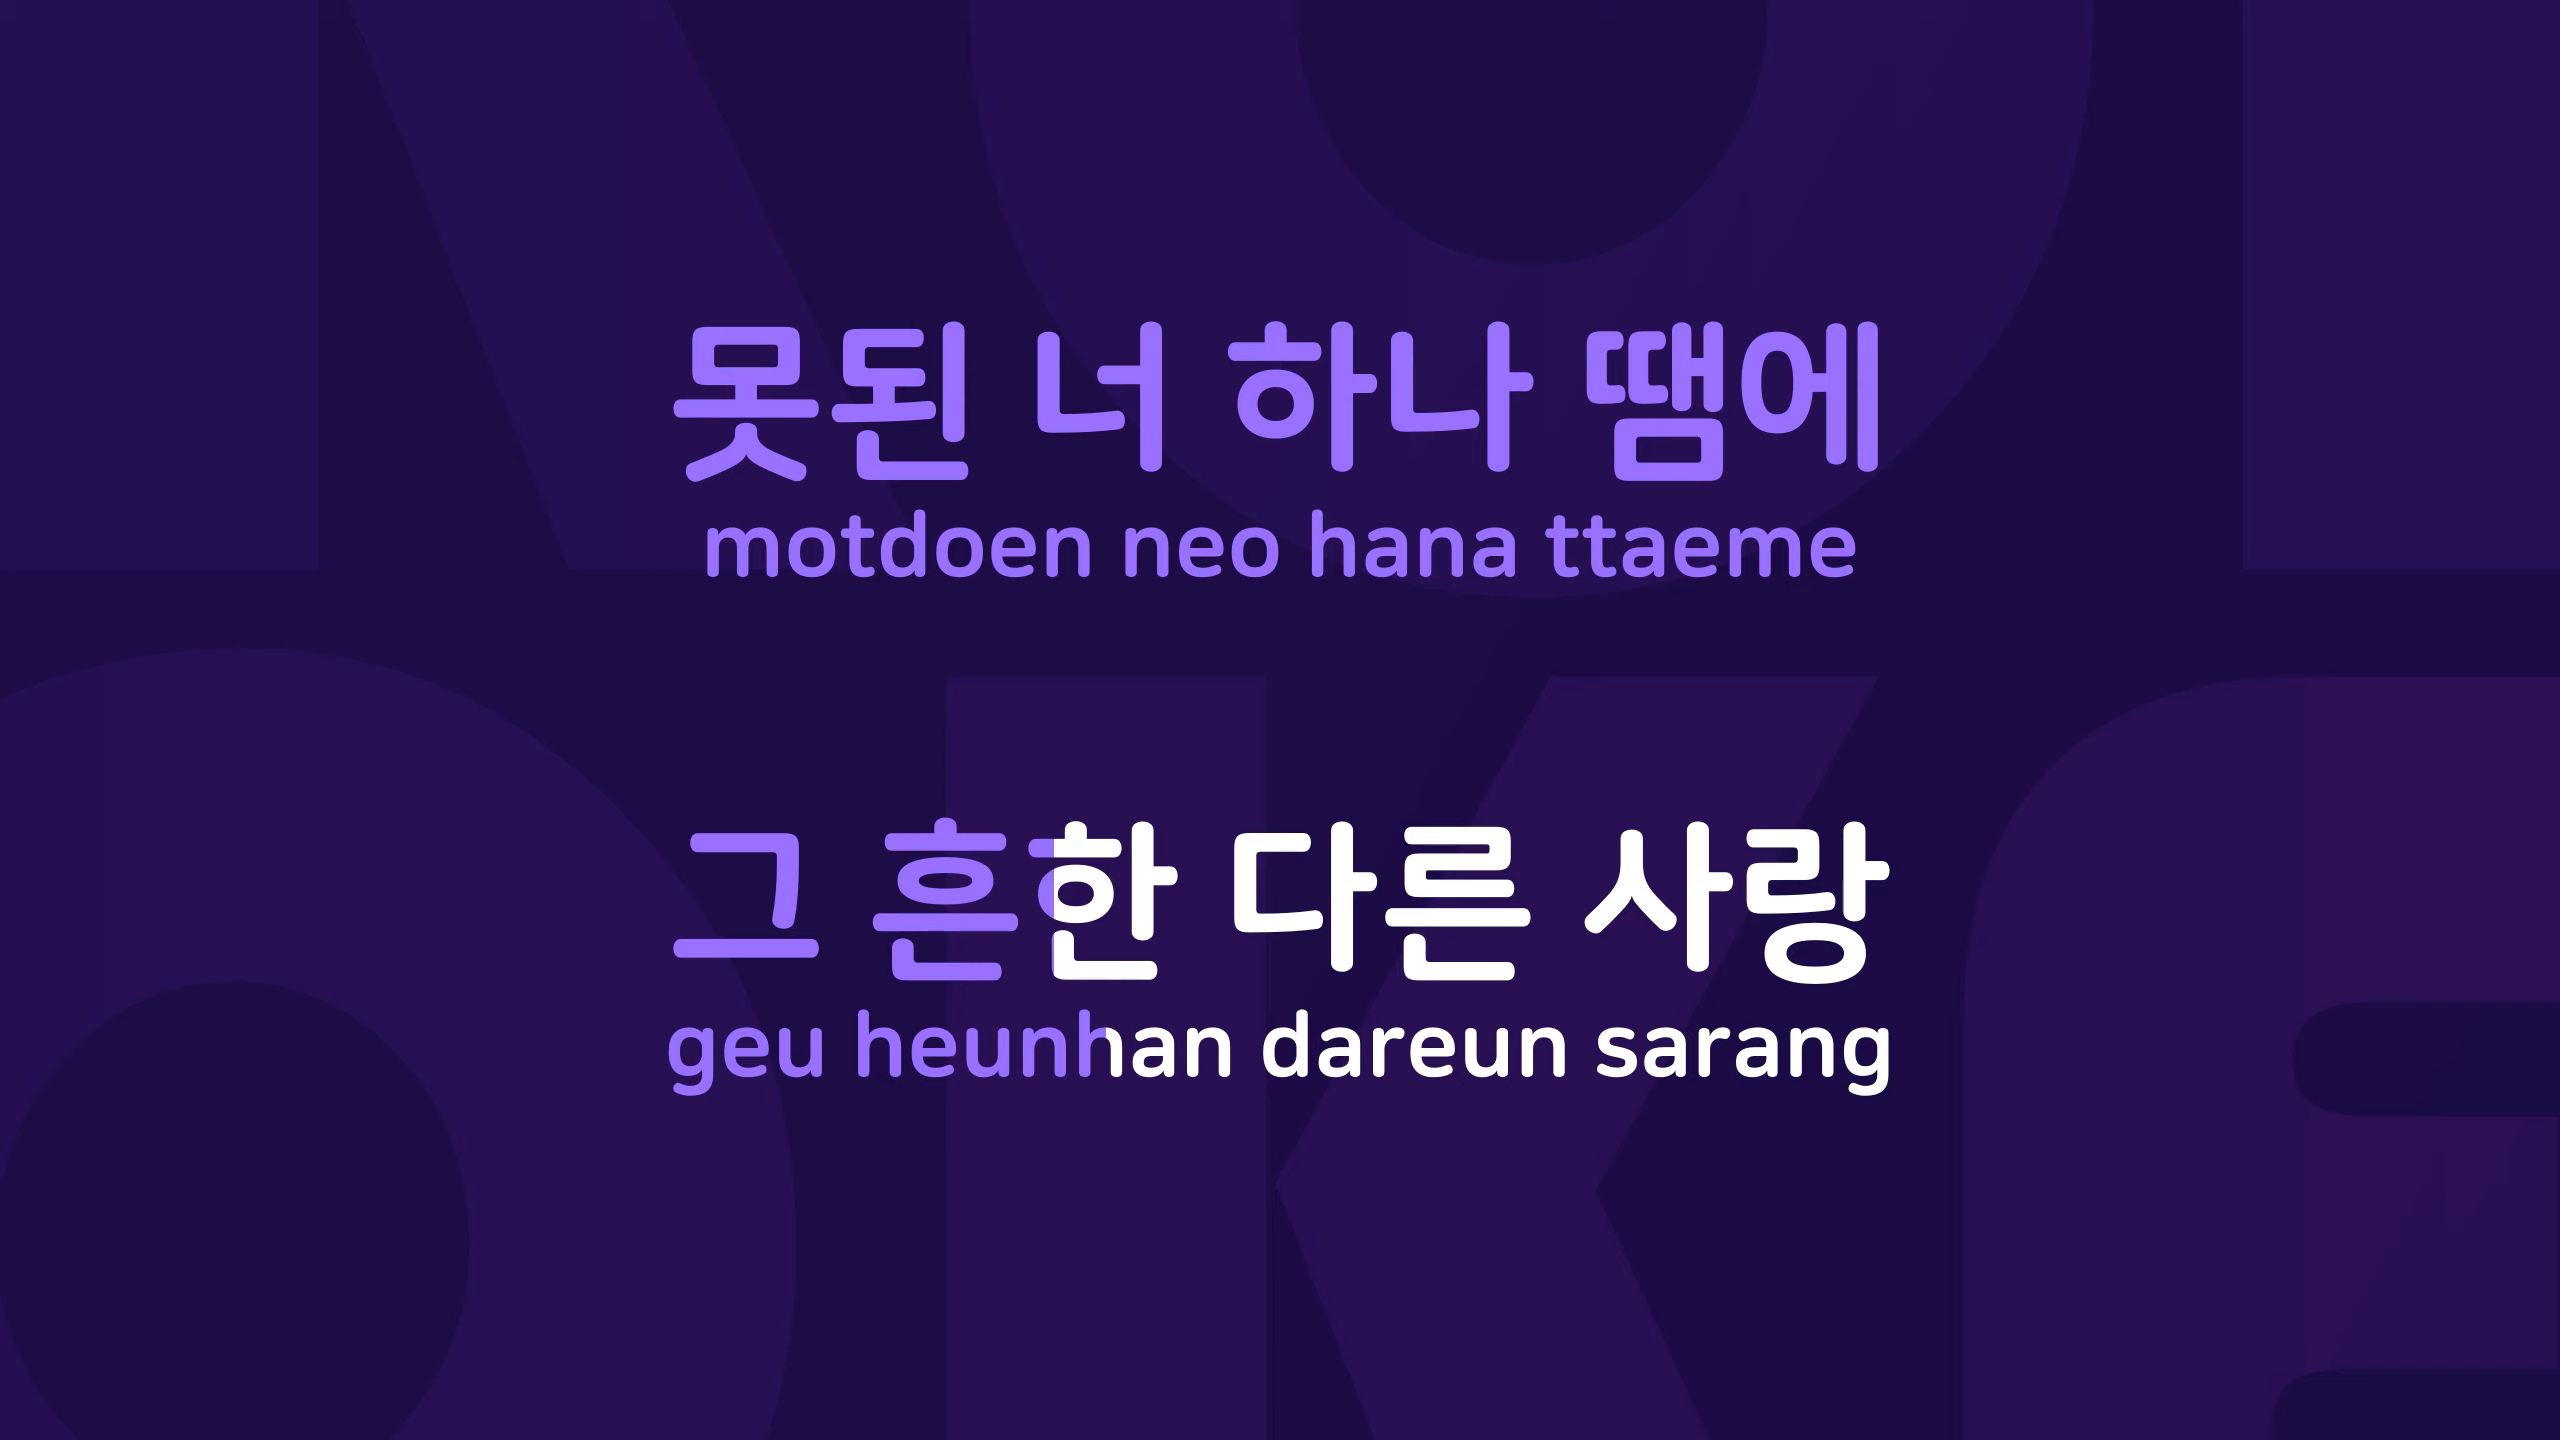 못된 너 하나 땜에
motdoen neo hana ttaeme
그 흔한 다른 사랑
geu heunhan dareun sarang